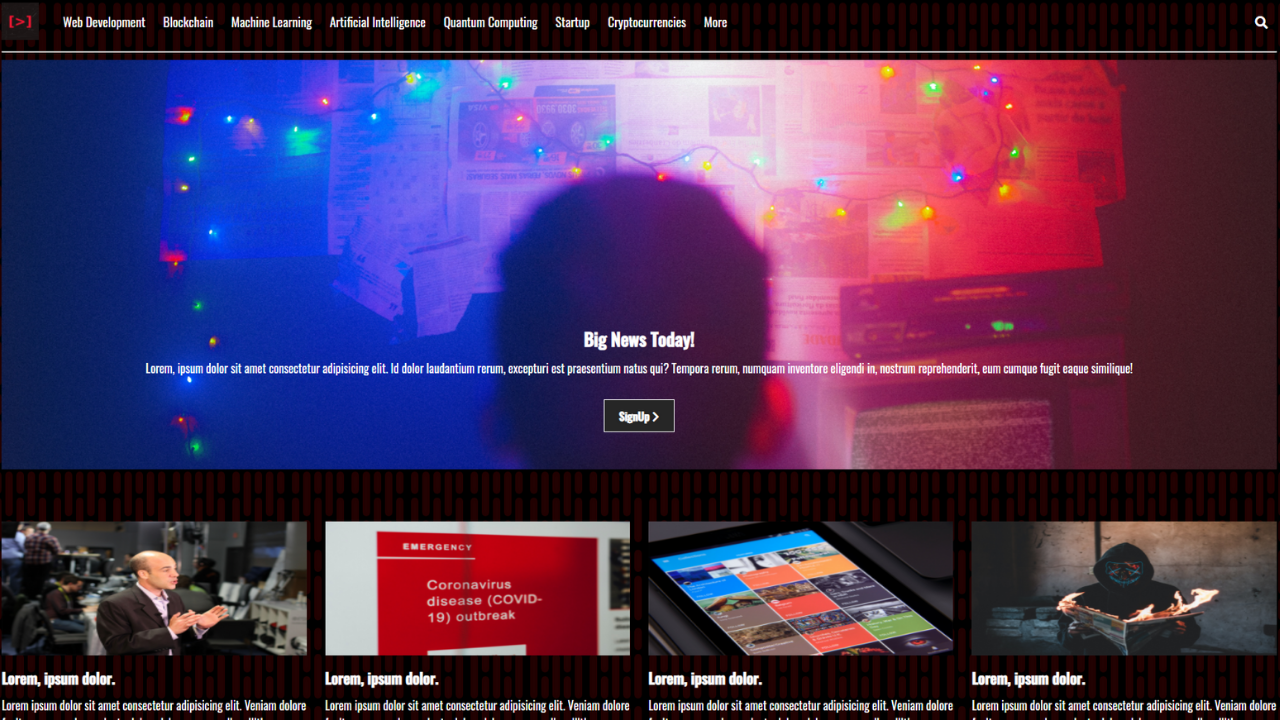 [>]
Web Development Blockchain Machine Learning Artificial Intelligence Quantum Computing Startup Cryptocurrencies More
Big News Today!
Lorem, ipsum dolor sit amet consectetur adipisicing elit. Id dolor laudantium rerum, excepturi est praesentium natus qui? Tempora rerum, numquam inventore eligendi in, nostrum reprehenderit, eum cumque fugit eaque similique!
SignUp >
EMERGENCY
Coronavirus
disease (COVID-
19) outbreak
Lorem, ipsum dolor.
Lorem ipsum dolor sit amet consectetur adipisicing elit. Veniam dolore
Lorem, ipsum dolor.
Lorem ipsum dolor sit amet consectetur adipisicing elit. Veniam dolore
Lorem, ipsum dolor.
Lorem ipsum dolor sit amet consectetur adipisicing elit. Veniam dolore
Lorem, ipsum dolor.
Lorem ipsum dolor sit amet consectetur adipisicing elit. Veniam dolore